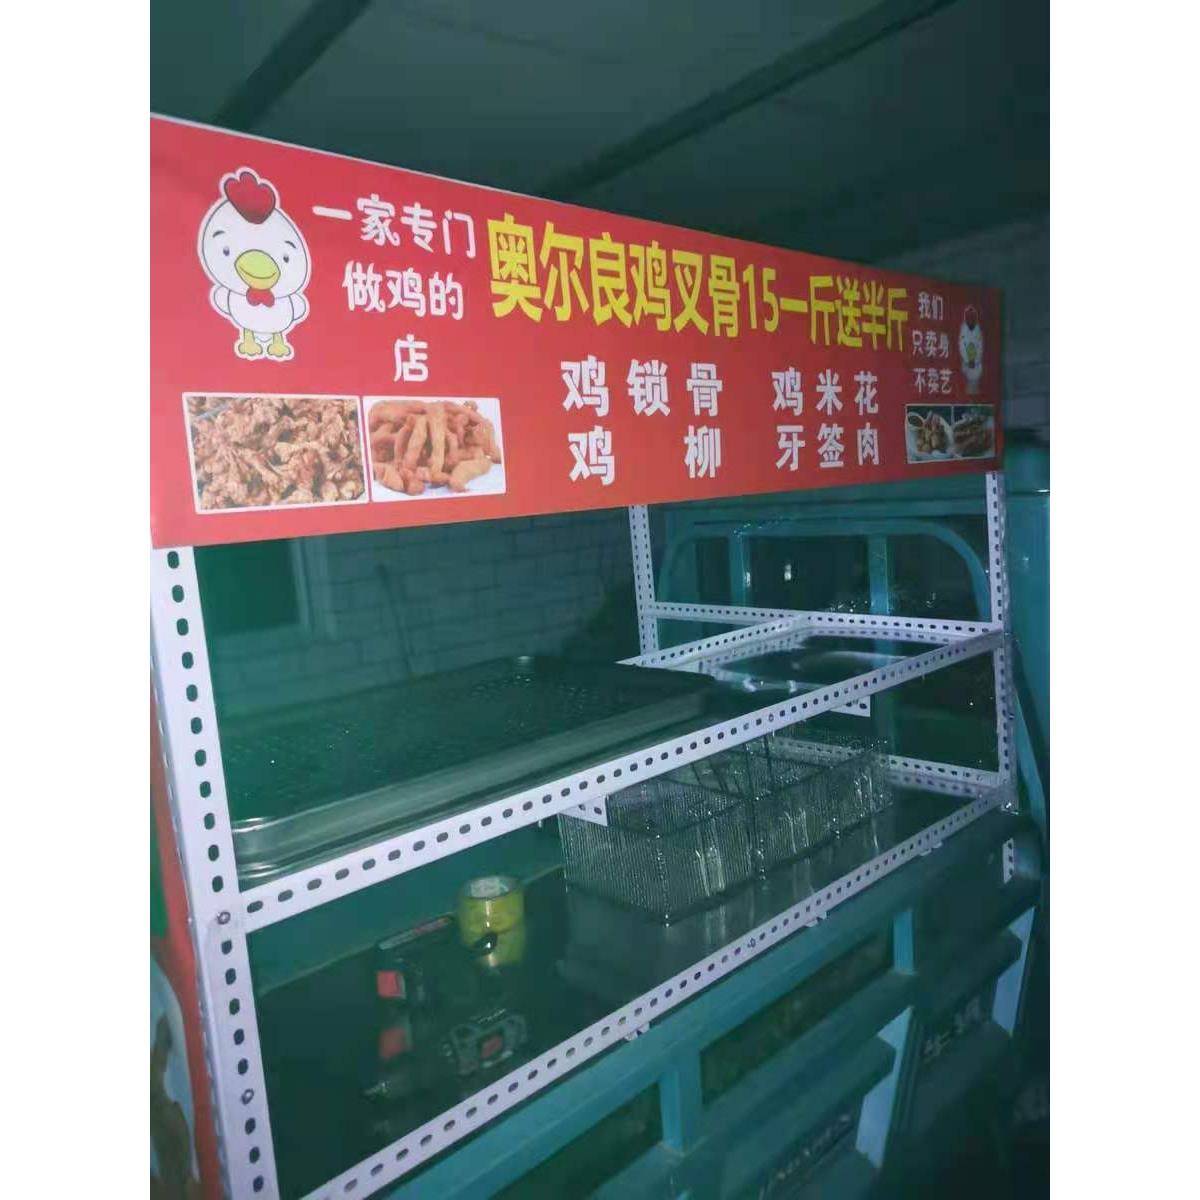 一家专门
做鸡的
店
奥尔良鸡叉骨15一斤送半斤
鸡锁骨 鸡米花
鸡柳 牙签肉
我们
只卖身
不卖艺